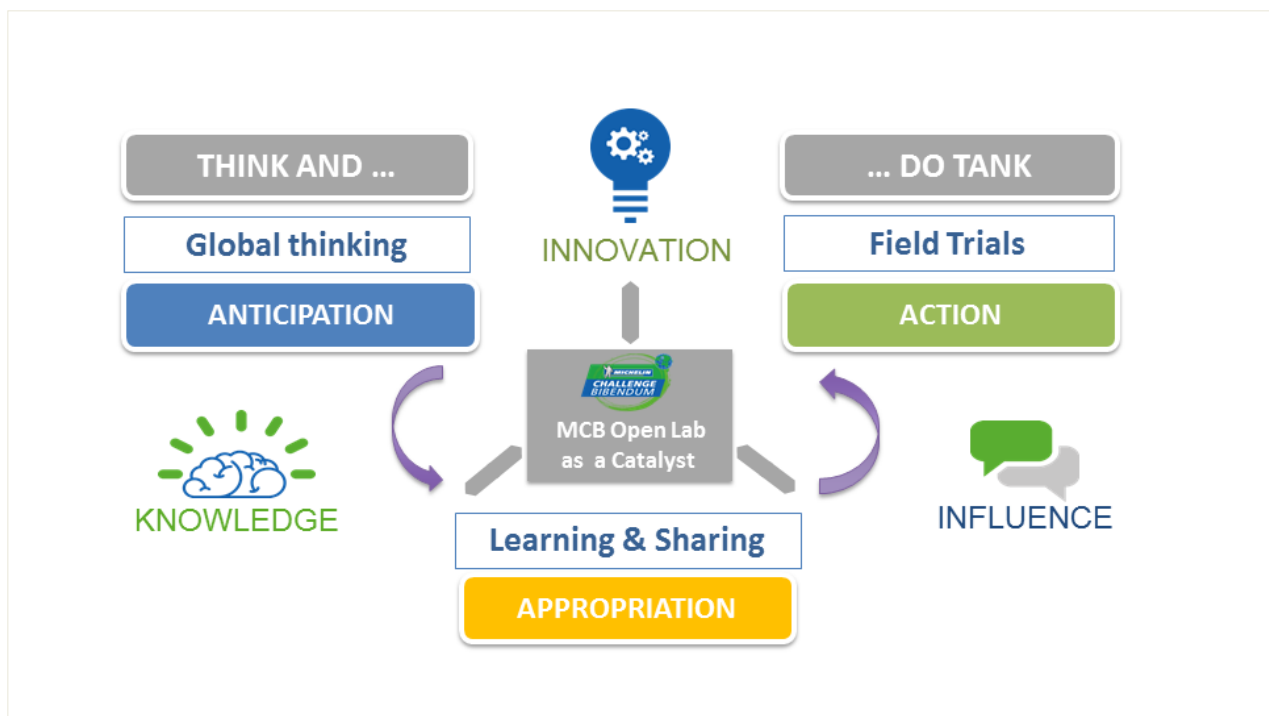 THINK AND ...
Global thinking
ANTICIPATION
INNOVATION
... DO TANK
Field Trials
ACTION
MICHELIN
CHALLENGE
BIBENDUM
MCB Open Lab
as a Catalyst
KNOWLEDGE
INFLUENCE
Learning & Sharing
APPROPRIATION